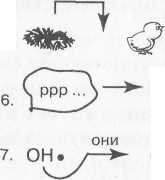 6. ррр ...
7. ОН • они